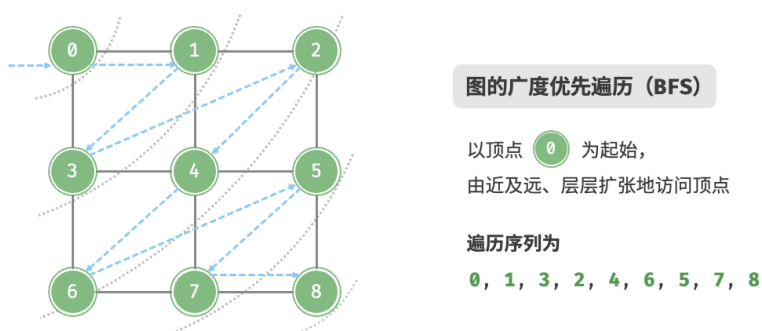 0 1 2
3 4 5
6 7 8
图的广度优先遍历（BFS）
以顶点 0 为起始，
由近及远、层层扩张地访问顶点
遍历序列为
0, 1, 3, 2, 4, 6, 5, 7, 8